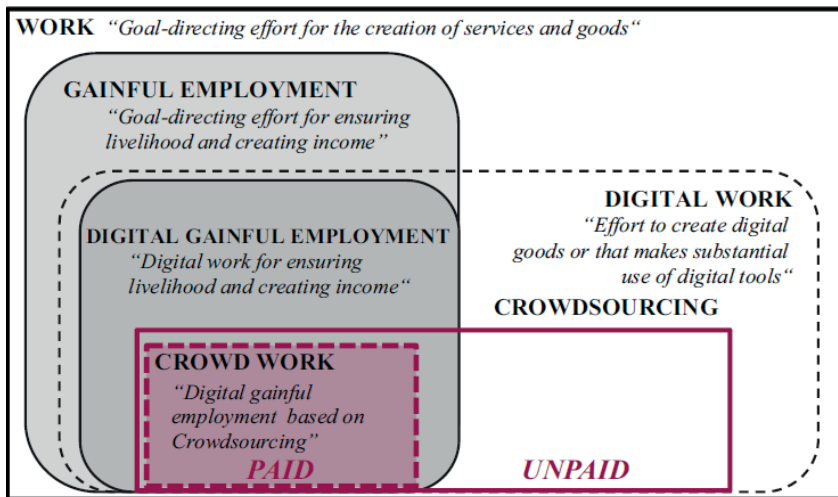 WORK “Goal-directing effort for the creation of services and goods“
GAINFUL EMPLOYMENT
“Goal-directing effort for ensuring
livelihood and creating income“
DIGITAL WORK
“Effort to create digital
goods or that makes substantial
use of digital tools“
DIGITAL GAINFUL EMPLOYMENT
“Digital work for ensuring
livelihood and creating income“
CROWDSOURCING
CROWD WORK
“Digital gainful
employment based on
Crowdsourcing”
PAID
UNPAID